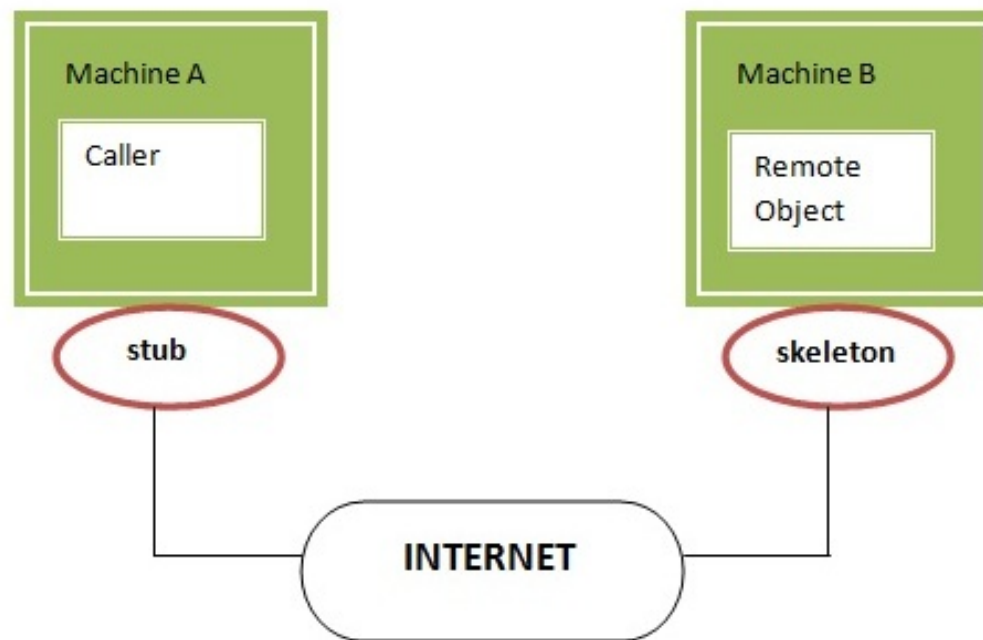 Machine A
Caller
stub
Machine B
Remote
Object
skeleton
INTERNET